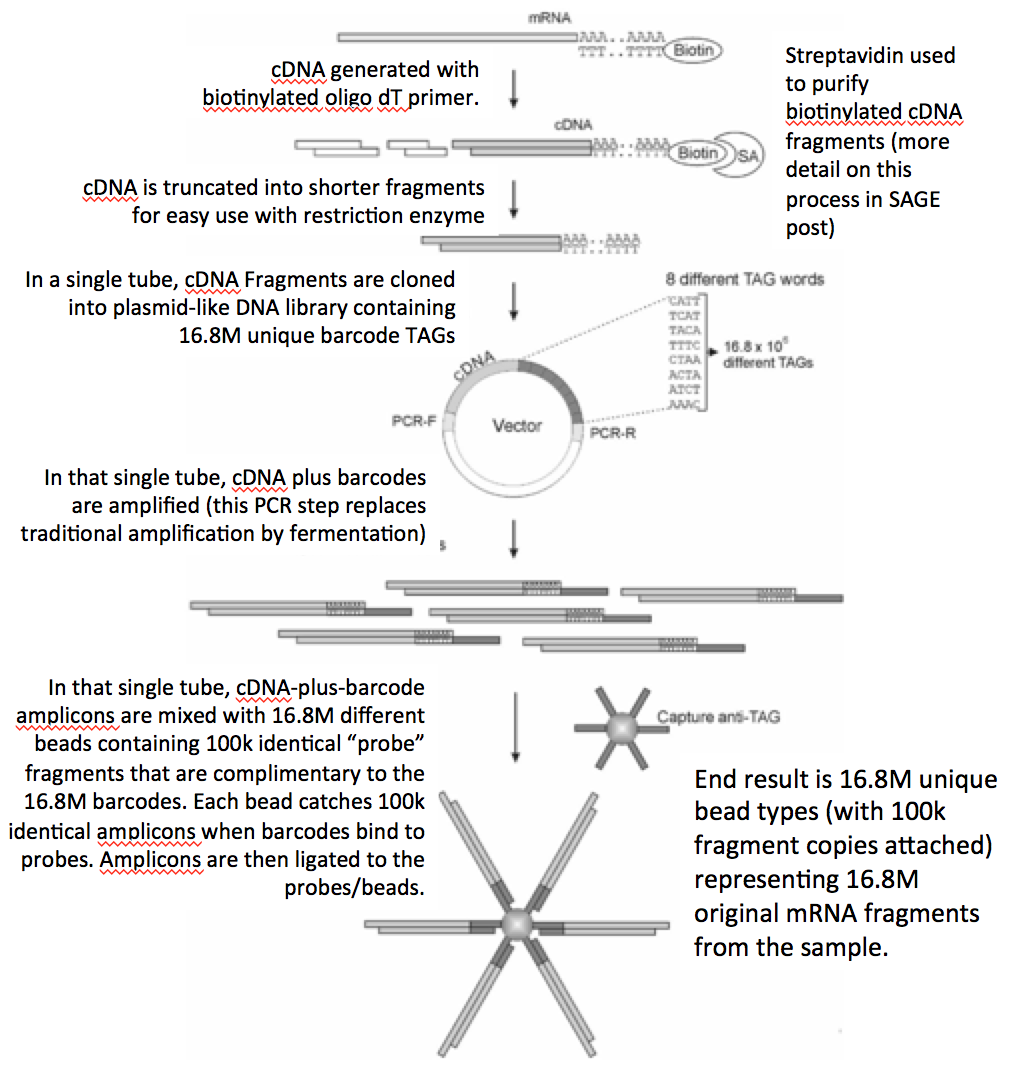 mRNA
AAA..AAAA
TTT..TTTT
Biotin
cDNA generated with
biotinylated oligo dT primer.
Streptavidin used
to purify
biotinylated cDNA
fragments (more
detail on this
process in SAGE
post)
cDNA
Biotin
SA
cDNA is truncated into shorter fragments
for easy use with restriction enzyme
In a single tube, cDNA Fragments are cloned
into plasmid-like DNA library containing
16.8M unique barcode TAGs
8 different TAG words
CATT
TCAT
TACA
TTTC
CTAA
ACTA
ATCT
AAAC
16.8 x 10⁶
different TAGs
cDNA
PCR-F
Vector
PCR-R
In that single tube, cDNA plus barcodes
are amplified (this PCR step replaces
traditional amplification by fermentation)
s
In that single tube, cDNA-plus-barcode
amplicons are mixed with 16.8M different
beads containing 100k identical “probe”
fragments that are complimentary to the
16.8M barcodes. Each bead catches 100k
identical amplicons when barcodes bind to
probes. Amplicons are then ligated to the
probes/beads.
Capture anti-TAG
End result is 16.8M unique
bead types (with 100k
fragment copies attached)
representing 16.8M
original mRNA fragments
from the sample.